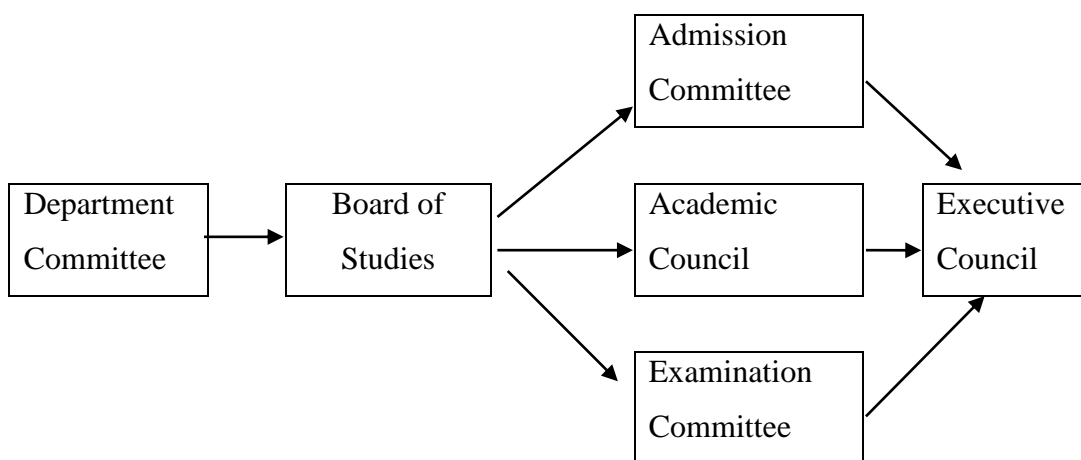 Admission
Committee
Department
Committee
Board of
Studies
Academic
Council
Executive
Council
Examination
Committee